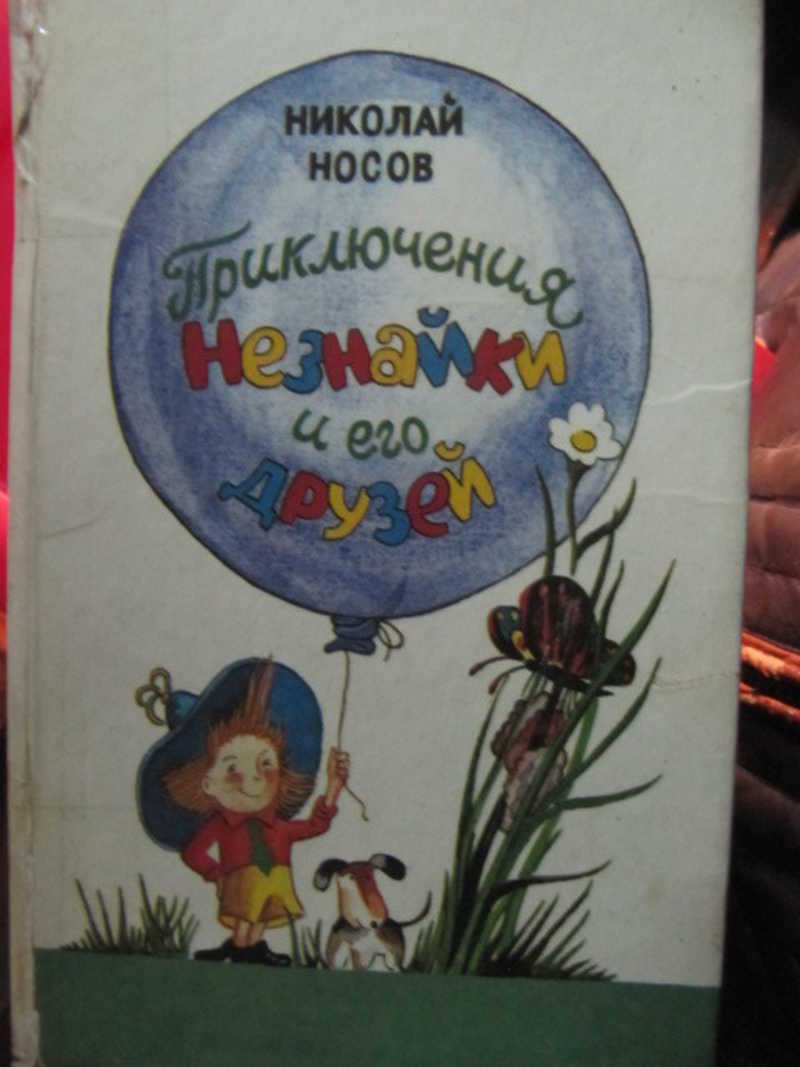 НИКОЛАЙ
НОСОВ
Приключения
Незнайки
и его
друзей